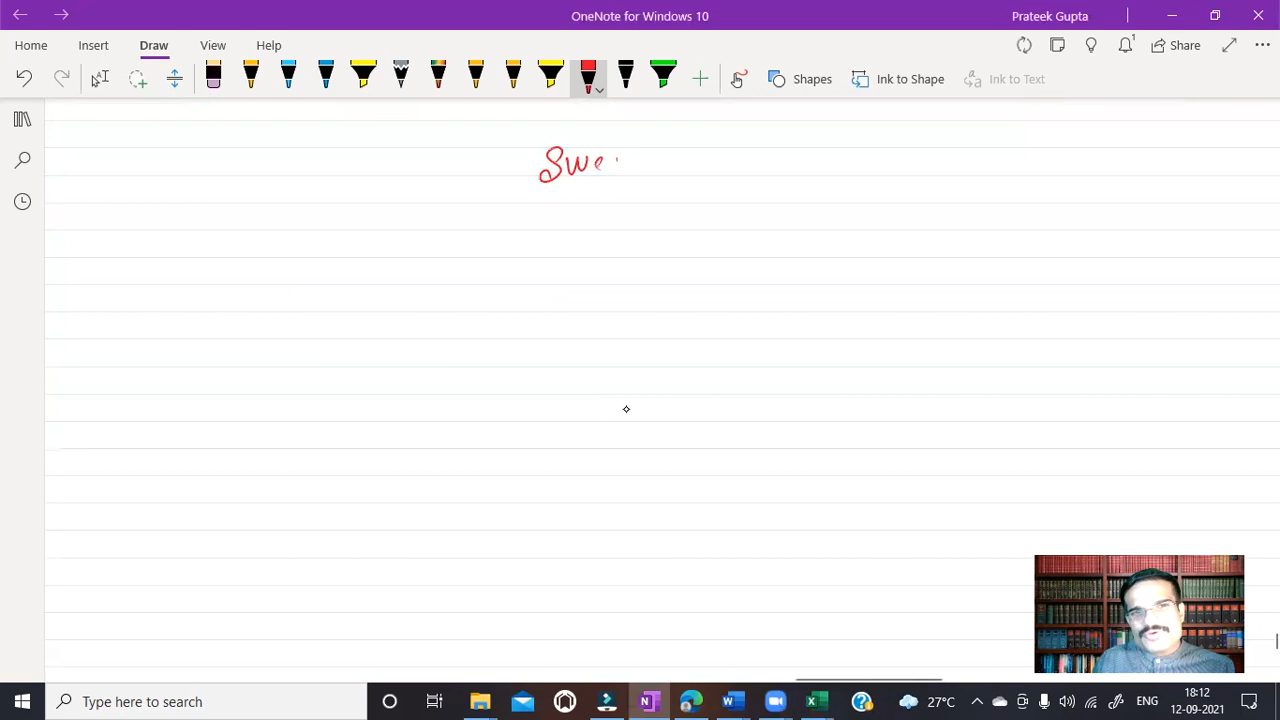 OneNote for Windows 10
Prateek Gupta
Home Insert Draw View Help
Share
Shapes
Ink to Shape
Ink to Text
Swe
Type here to search
27°C
ENG
18:12
12-09-2021